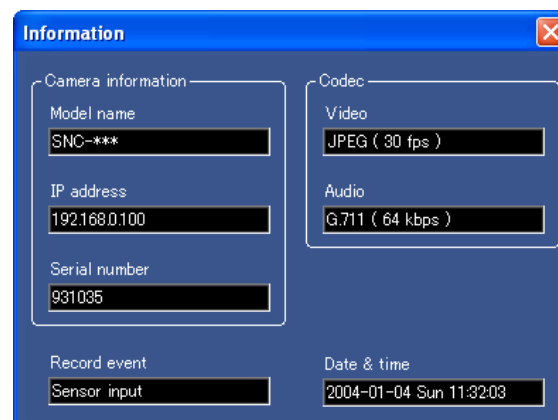 Information
Camera information
Model name
SNC-***
IP address
192.168.0.100
Serial number
931035
Codec
Video
JPEG ( 30 fps )
Audio
G.711 ( 64 kbps )
Record event
Sensor input
Date & time
2004-01-04 Sun 11:32:03